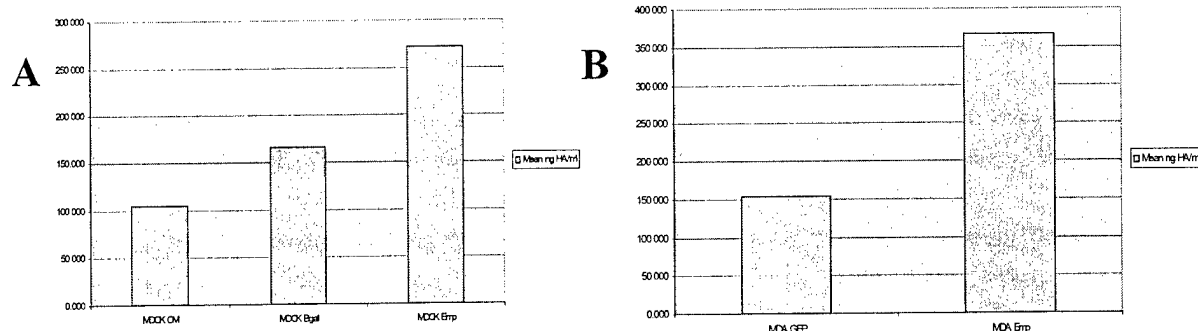 A
300 000
250.000
200.000
150.000
100.000
50.000
0.000
MDCK CM
MDCK Bgall
MDCK Emp
Mean ng HA/ml
B
400 000
350 000
300 000
250 000
200 000
150 000
100 000
50 000
0.000
MDA GFP
MDA Emp
Mean ng HA/m